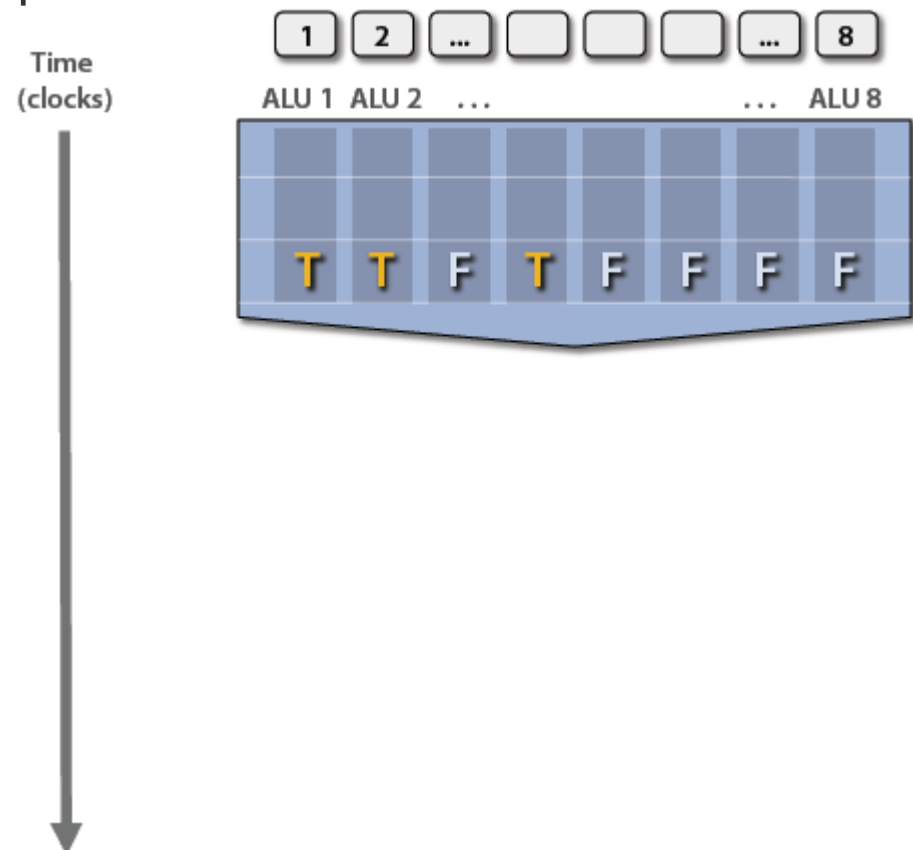 1 2 ... ... 8
Time
(clocks)
ALU 1 ALU 2 ... ... ALU 8
T T F T F F F F